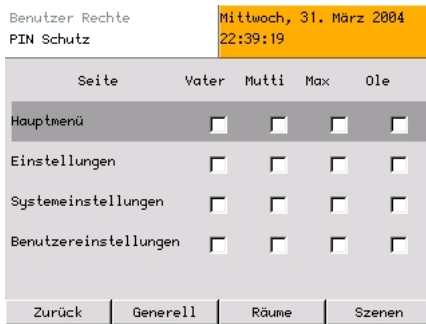 Benutzer Rechte
PIN Schutz
Mittwoch, 31. März 2004
22:39:19
Seite Vater Mutti Max Ole
Hauptmenü
Einstellungen
Systemeinstellungen
Benutzereinstellungen
Zurück Generell Räume Szenen